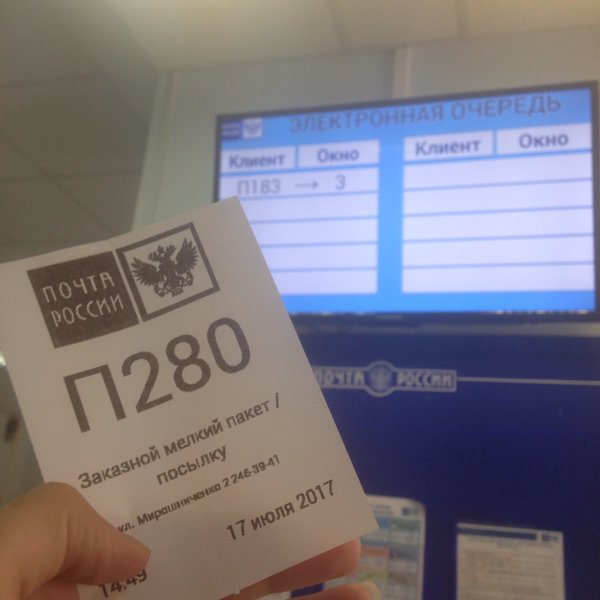 ЭЛЕКТРОННАЯ ОЧЕРЕДЬ
Клиент Окно Клиент Окно
П183 → 3
ПОЧТА РОССИИ
ПОЧТА
РОССИИ
П280
Заказной мелкий пакет /
посылку
ул. Мирашниченко 2 246-39-41
17 июля 2017
14:49